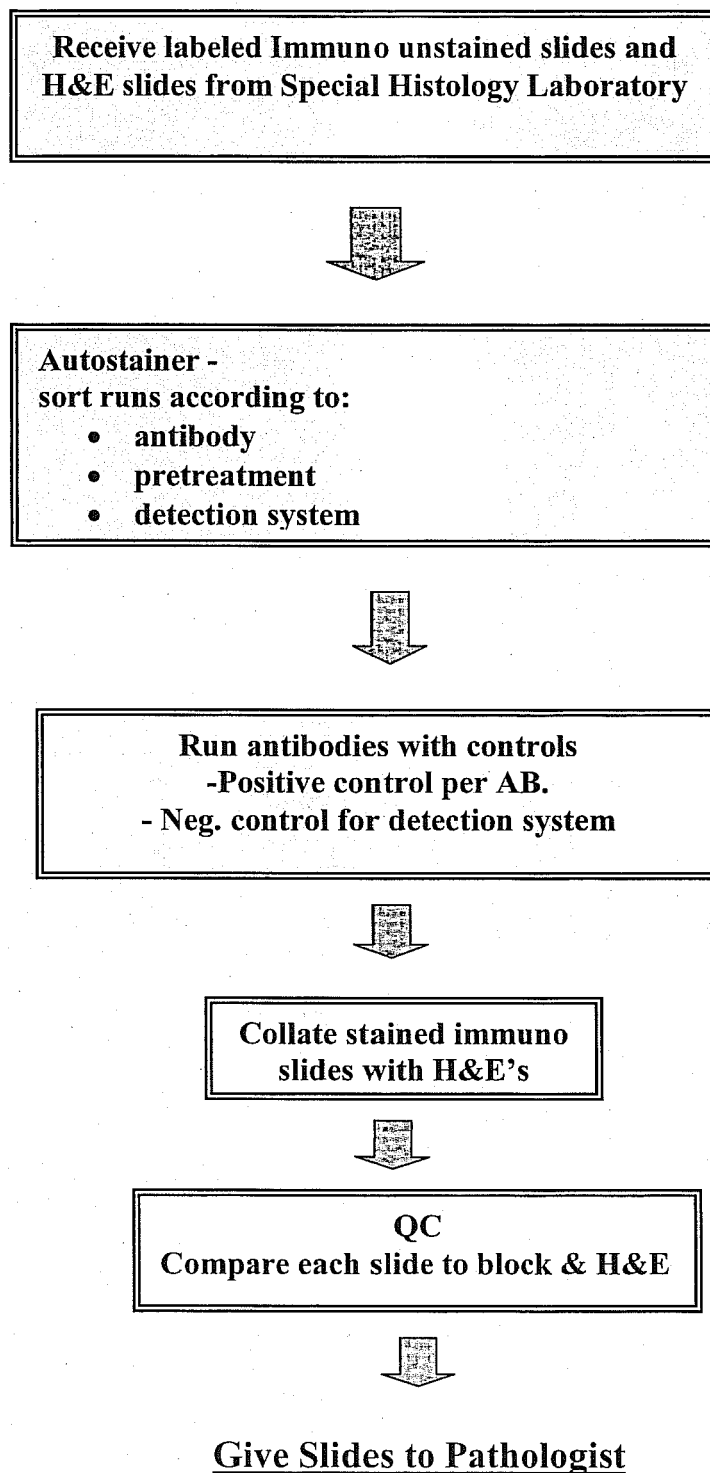 Receive labeled Immuno unstained slides and
H&E slides from Special Histology Laboratory
Autostainer -
sort runs according to:
• antibody
• pretreatment
• detection system
Run antibodies with controls
-Positive control per AB.
- Neg. control for detection system
Collate stained immuno
slides with H&E's
QC
Compare each slide to block & H&E
Give Slides to Pathologist